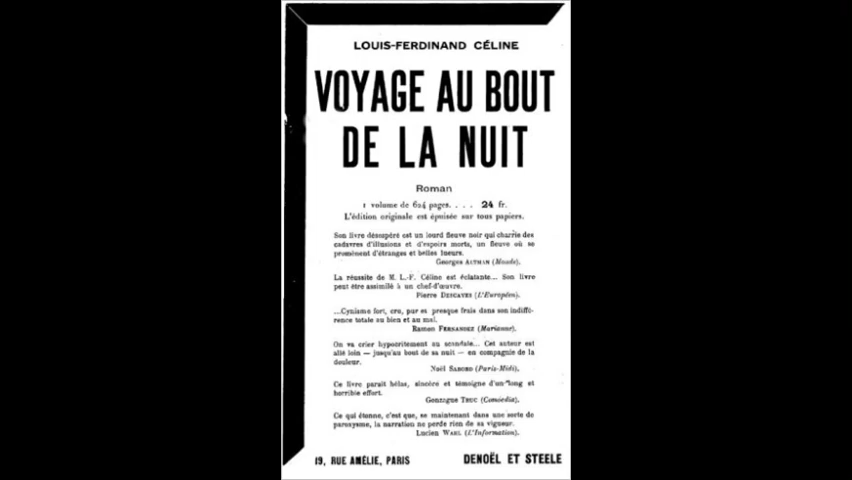 LOUIS-FERDINAND CÉLINE
VOYAGE AU BOUT
DE LA NUIT
Roman
1 volume de 624 pages. . . . 24 fr.
L'édition originale est épuisée sur tous papiers.
Son livre désespéré est un lourd fleuve noir qui charrie des
cadavres d'illusions et d'espoirs morts, un fleuve où se
promènent d'étranges et belles lueurs.
Georges ALTMAN (Monde).
La réussite de M. L.-F. Céline est éclatante... Son livre
peut être assimilé à un chef-d'œuvre.
Pierre DESCAVES (L'Européen).
...Cynisme fort, cru, pur et presque frais dans son indiffé-
rence totale au bien et au mal.
Ramon FERNANDEZ (Marianne).
On va crier hypocritement au scandale... Cet auteur est
allé loin — jusqu'au bout de sa nuit — en compagnie de la
douleur.
Noël SABORD (Paris-Midi).
Ce livre paraît hélas, sincère et témoigne d'un long et
horrible effort.
Gonzague TRUC (Comœdia).
Ce qui étonne, c'est que, se maintenant dans une sorte de
paroxysme, la narration ne perde rien de sa vigueur.
Lucien WAHL (L'Information).
19, RUE AMÉLIE, PARIS DENOËL ET STEELE